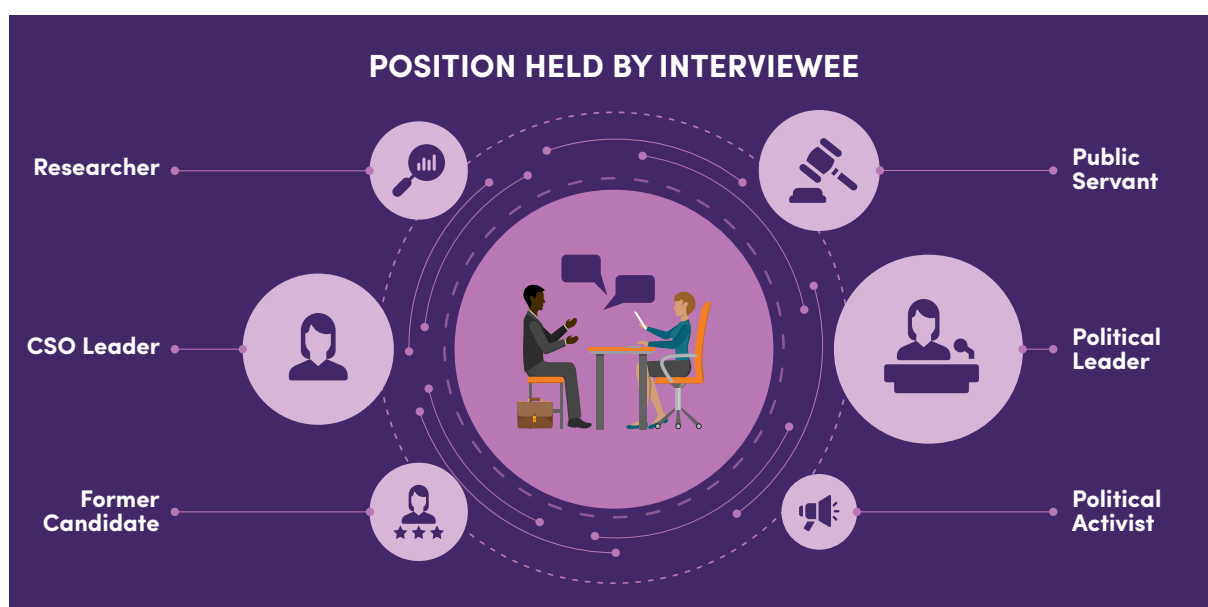 POSITION HELD BY INTERVIEWEE
Researcher
CSO Leader
Former
Candidate
Public
Servant
Political
Leader
Political
Activist